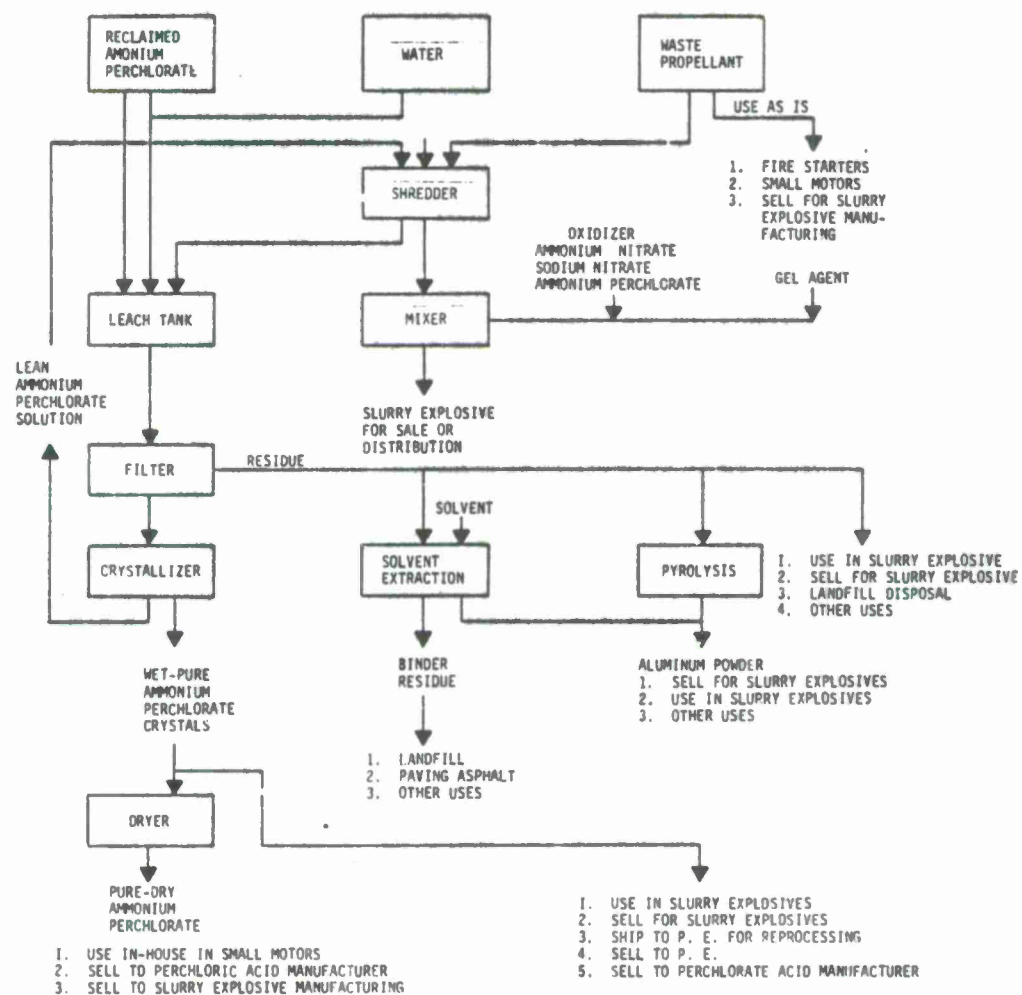 RECLAIMED
AMONIUM
PERCHLORATE
WATER
WASTE
PROPELLANT
USE AS IS
1. FIRE STARTERS
2. SMALL MOTORS
3. SELL FOR SLURRY
EXPLOSIVE MANU-
FACTURING
SHREDDER
OXIDIZER
AMMONIUM NITRATE
SODIUM NITRATE
AMMONIUM PERCHLORATE
GEL AGENT
LEACH TANK
MIXER
LEAN
AMMONIUM
PERCHLORATE
SOLUTION
SLURRY EXPLOSIVE
FOR SALE OR
DISTRIBUTION
FILTER
RESIDUE
SOLVENT
CRYSTALLIZER
SOLVENT
EXTRACTION
PYROLYSIS
1. USE IN SLURRY EXPLOSIVE
2. SELL FOR SLURRY EXPLOSIVE
3. LANDFILL DISPOSAL
4. OTHER USES
WET-PURE
AMMONIUM
PERCHLORATE
CRYSTALS
BINDER
RESIDUE
ALUMINUM POWDER
1. SELL FOR SLURRY EXPLOSIVES
2. USE IN SLURRY EXPLOSIVES
3. OTHER USES
1. LANDFILL
2. PAVING ASPHALT
3. OTHER USES
DRYER
PURE-DRY
AMMONIUM
PERCHLORATE
1. USE IN-HOUSE IN SMALL MOTORS
2. SELL TO PERCHLORIC ACID MANUFACTURER
3. SELL TO SLURRY EXPLOSIVE MANUFACTURING
1. USE IN SLURRY EXPLOSIVES
2. SELL FOR SLURRY EXPLOSIVES
3. SHIP TO P. E. FOR REPROCESSING
4. SELL TO P. E.
5. SELL TO PERCHLORATE ACID MANUFACTURER